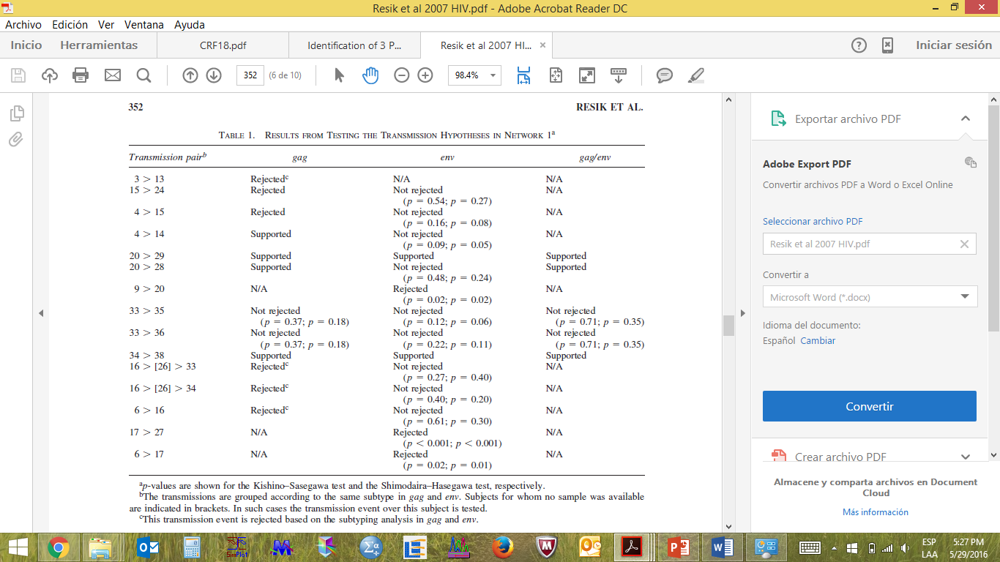 Resik et al 2007 HIV.pdf - Adobe Acrobat Reader DC
Archivo Edición Ver Ventana Ayuda
Inicio Herramientas CRF18.pdf Identification of 3 P... Resik et al 2007 HI... × Iniciar sesión
352 (6 de 10) 98.4%
352 RESIK ET AL.
TABLE 1. RESULTS FROM TESTING THE TRANSMISSION HYPOTHESES IN NETWORK 1a
Transmission pairb gag env gag/env
3 > 13 Rejectedc N/A N/A
15 > 24 Rejected Not rejected N/A
(p = 0.54; p = 0.27)
4 > 15 Rejected Not rejected N/A
(p = 0.16; p = 0.08)
4 > 14 Supported Not rejected N/A
(p = 0.09; p = 0.05)
20 > 29 Supported Supported Supported
20 > 28 Supported Not rejected Supported
(p = 0.48; p = 0.24)
9 > 20 N/A Rejected N/A
(p = 0.02; p = 0.02)
33 > 35 Not rejected Not rejected Not rejected
(p = 0.37; p = 0.18) (p = 0.12; p = 0.06) (p = 0.71; p = 0.35)
33 > 36 Not rejected Not rejected Not rejected
(p = 0.37; p = 0.18) (p = 0.22; p = 0.11) (p = 0.71; p = 0.35)
34 > 38 Supported Supported Supported
16 > [26] > 33 Rejectedc Not rejected N/A
(p = 0.27; p = 0.40)
16 > [26] > 34 Rejectedc Not rejected N/A
(p = 0.40; p = 0.20)
6 > 16 Rejectedc Not rejected N/A
(p = 0.61; p = 0.30)
17 > 27 N/A Rejected N/A
(p < 0.001; p < 0.001)
6 > 17 N/A Rejected N/A
(p = 0.02; p = 0.01)
ap-values are shown for the Kishino–Sasegawa test and the Shimodaira–Hasegawa test, respectively.
bThe transmissions are grouped according to the same subtype in gag and env. Subjects for whom no sample was available
are indicated in brackets. In such cases the transmission event over this subject is tested.
cThis transmission event is rejected based on the subtyping analysis in gag and env.
Exportar archivo PDF
Adobe Export PDF
Convertir archivos PDF a Word o Excel Online
Seleccionar archivo PDF
Resik et al 2007 HIV.pdf
Convertir a
Microsoft Word (*.docx)
Idioma del documento:
Español Cambiar
Convertir
Crear archivo PDF
Almacene y comparta archivos en Document
Cloud
Más información
SIMPlot
ESP 5:27 PM
LAA 5/29/2016